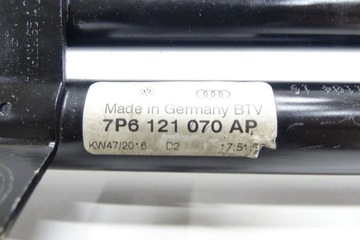 Made in Germany BTV
7P6 121 070 AP
KW47/2016 D2